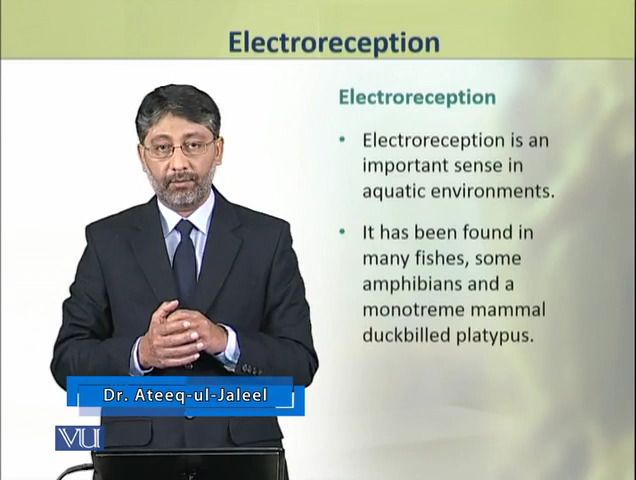 Electroreception
Electroreception
• Electroreception is an
important sense in
aquatic environments.
• It has been found in
many fishes, some
amphibians and a
monotreme mammal
duckbilled platypus.
Dr. Ateeq-ul-Jaleel
VU